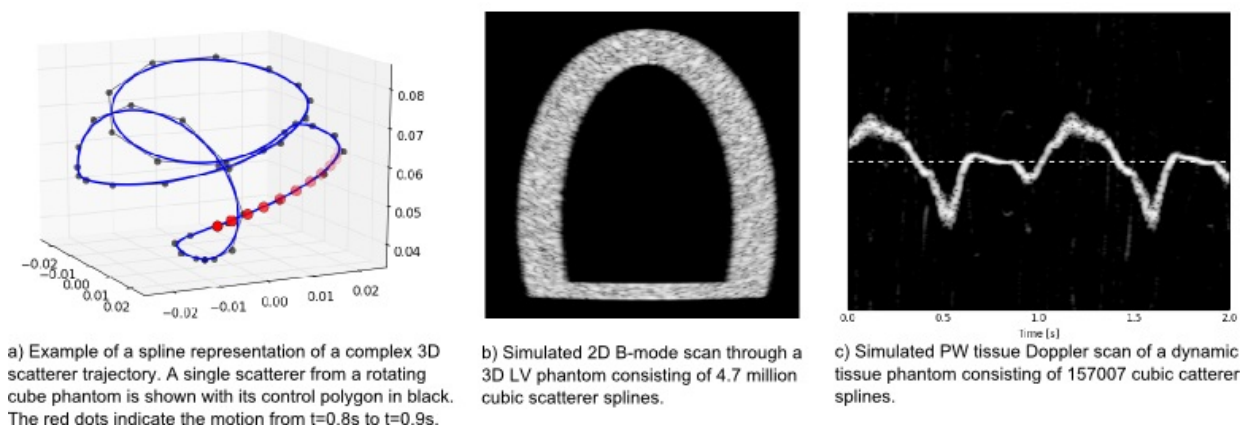 0.08
0.07
0.06
0.05
0.04
−0.02
−0.01
0.00
0.01
0.02
−0.02
−0.01
0.00
0.01
0.02
0.0
0.5
1.0
1.5
2.0
Time [s]
a) Example of a spline representation of a complex 3D
scatterer trajectory. A single scatterer from a rotating
cube phantom is shown with its control polygon in black.
The red dots indicate the motion from t=0.8s to t=0.9s.
b) Simulated 2D B-mode scan through a
3D LV phantom consisting of 4.7 million
cubic scatterer splines.
c) Simulated PW tissue Doppler scan of a dynamic
tissue phantom consisting of 157007 cubic catterer
splines.